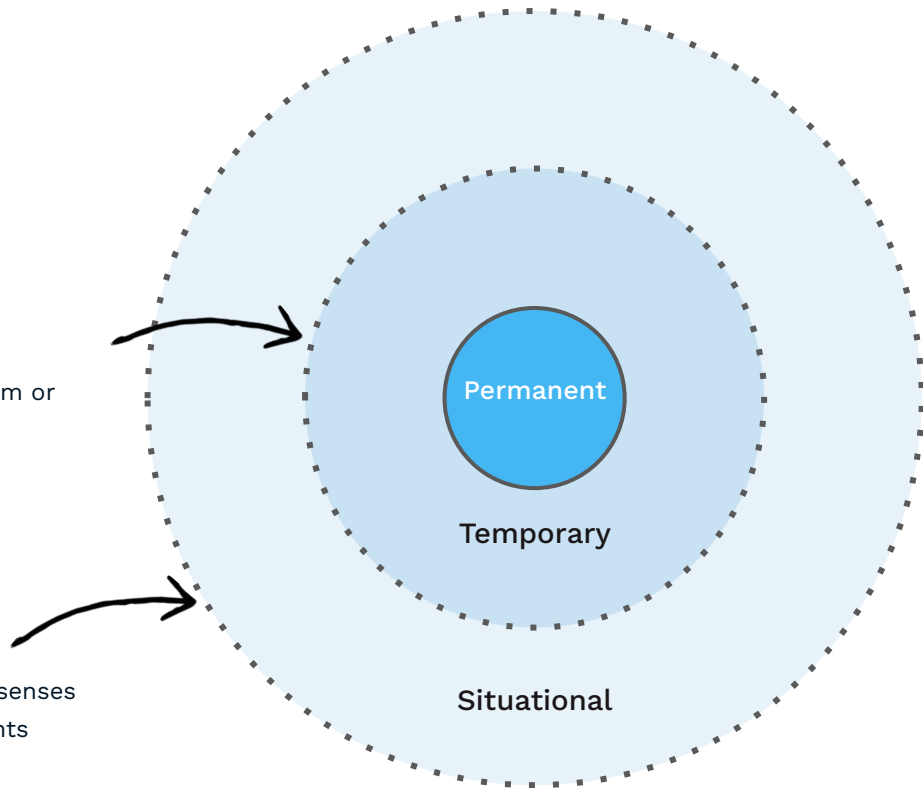 Permanent
m or
Temporary
senses
Situational
nts